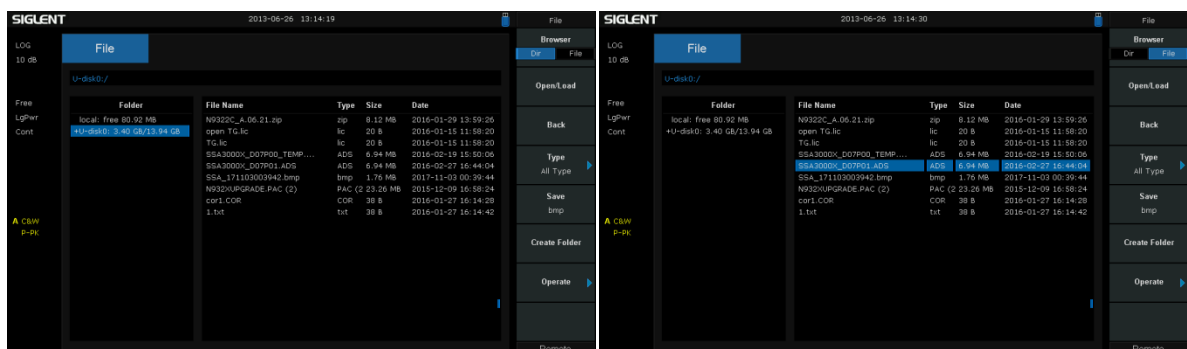 SIGLENT 2013-06-26 13:14:19 File
LOG
10 dB
File
Browser
Dir File
U-disk0:/
Open/Load
Free
LgPwr
Cont
Folder
local: free 80.92 MB
+U-disk0: 3.40 GB/13.94 GB
File Name Type Size Date
N9322C_A.06.21.zip zip 8.12 MB 2016-01-29 13:59:26
open TG.lic lic 20 B 2016-01-15 11:58:20
TG.lic lic 20 B 2016-01-15 11:58:20
SSA3000X_D07P00_TEMP.... ADS 6.94 MB 2016-02-19 15:50:06
SSA3000X_D07P01.ADS ADS 6.94 MB 2016-02-27 16:44:04
SSA_171103003942.bmp bmp 1.76 MB 2017-11-03 00:39:44
N932XUPGRADE.PAC (2) PAC (2 23.26 MB 2015-12-09 16:58:24
cor1.COR COR 38 B 2016-01-27 16:14:28
1.txt txt 38 B 2016-01-27 16:14:42
Back
Type
All Type
Save
bmp
A C&W
P-PK
Create Folder
Operate
Remote
SIGLENT 2013-06-26 13:14:30 File
LOG
10 dB
File
Browser
Dir File
U-disk0:/
Open/Load
Free
LgPwr
Cont
Folder
local: free 80.92 MB
+U-disk0: 3.40 GB/13.94 GB
File Name Type Size Date
N9322C_A.06.21.zip zip 8.12 MB 2016-01-29 13:59:26
open TG.lic lic 20 B 2016-01-15 11:58:20
TG.lic lic 20 B 2016-01-15 11:58:20
SSA3000X_D07P00_TEMP.... ADS 6.94 MB 2016-02-19 15:50:06
SSA3000X_D07P01.ADS ADS 6.94 MB 2016-02-27 16:44:04
SSA_171103003942.bmp bmp 1.76 MB 2017-11-03 00:39:44
N932XUPGRADE.PAC (2) PAC (2 23.26 MB 2015-12-09 16:58:24
cor1.COR COR 38 B 2016-01-27 16:14:28
1.txt txt 38 B 2016-01-27 16:14:42
Back
Type
All Type
Save
bmp
A C&W
P-PK
Create Folder
Operate
Remote